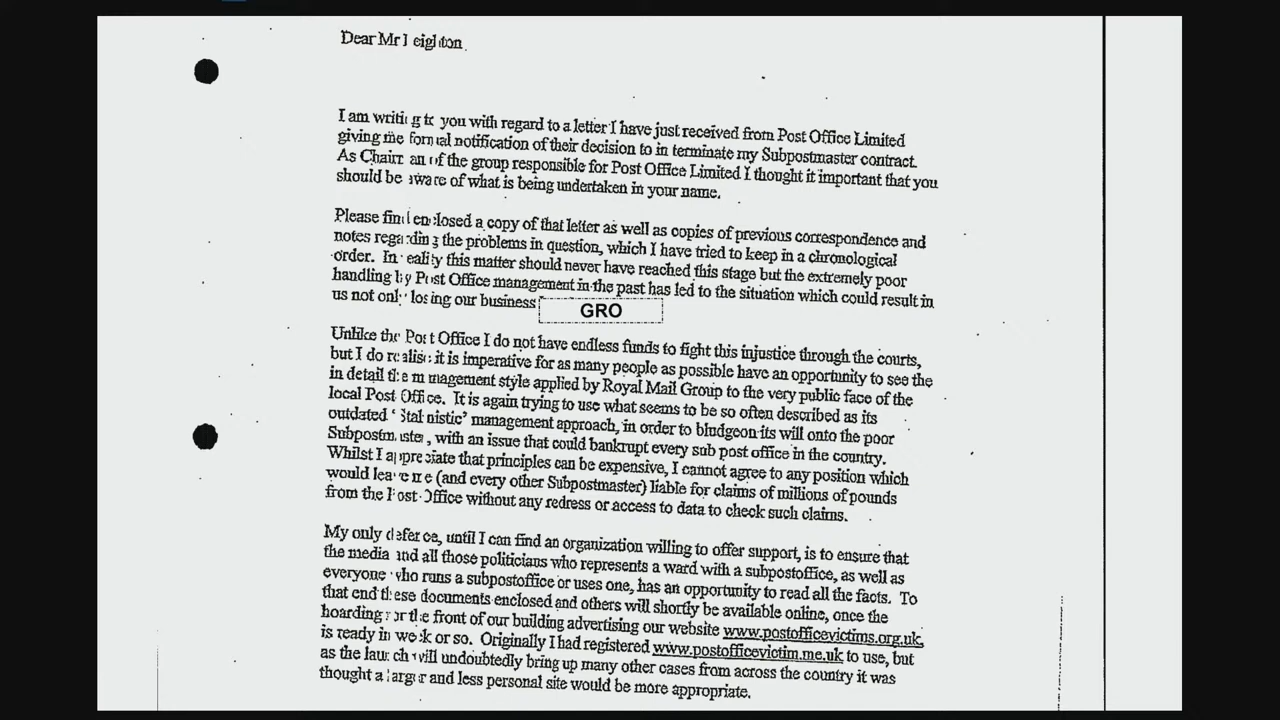 Dear Mr Leighton
I am writing to you with regard to a letter I have just received from Post Office Limited
giving me formal notification of their decision to in terminate my Subpostmaster contract.
As Chairman of the group responsible for Post Office Limited I thought it important that you
should be aware of what is being undertaken in your name.
Please find enclosed a copy of that letter as well as copies of previous correspondence and
notes regarding the problems in question, which I have tried to keep in a chronological
order. In reality this matter should never have reached this stage but the extremely poor
handling by Post Office management in the past has led to the situation which could result in
us not only losing our business
GRO
Unlike the Post Office I do not have endless funds to fight this injustice through the courts,
but I do realise it is imperative for as many people as possible have an opportunity to see the
in detail the management style applied by Royal Mail Group to the very public face of the
local Post Office. It is again trying to use what seems to be so often described as its
outdated 'Stalinistic' management approach, in order to bludgeon its will onto the poor
Subpostmaster, with an issue that could bankrupt every sub post office in the country.
Whilst I appreciate that principles can be expensive, I cannot agree to any position which
would leave me (and every other Subpostmaster) liable for claims of millions of pounds
from the Post Office without any redress or access to data to check such claims.
My only defence, until I can find an organization willing to offer support, is to ensure that
the media and all those politicians who represents a ward with a subpostoffice, as well as
everyone who runs a subpostoffice or uses one, has an opportunity to read all the facts. To
that end these documents enclosed and others will shortly be available online, once the
hoarding for the front of our building advertising our website www.postofficevictims.org.uk,
is ready in week or so. Originally I had registered www.postofficevictim.me.uk to use, but
as the launch will undoubtedly bring up many other cases from across the country it was
thought a larger and less personal site would be more appropriate.